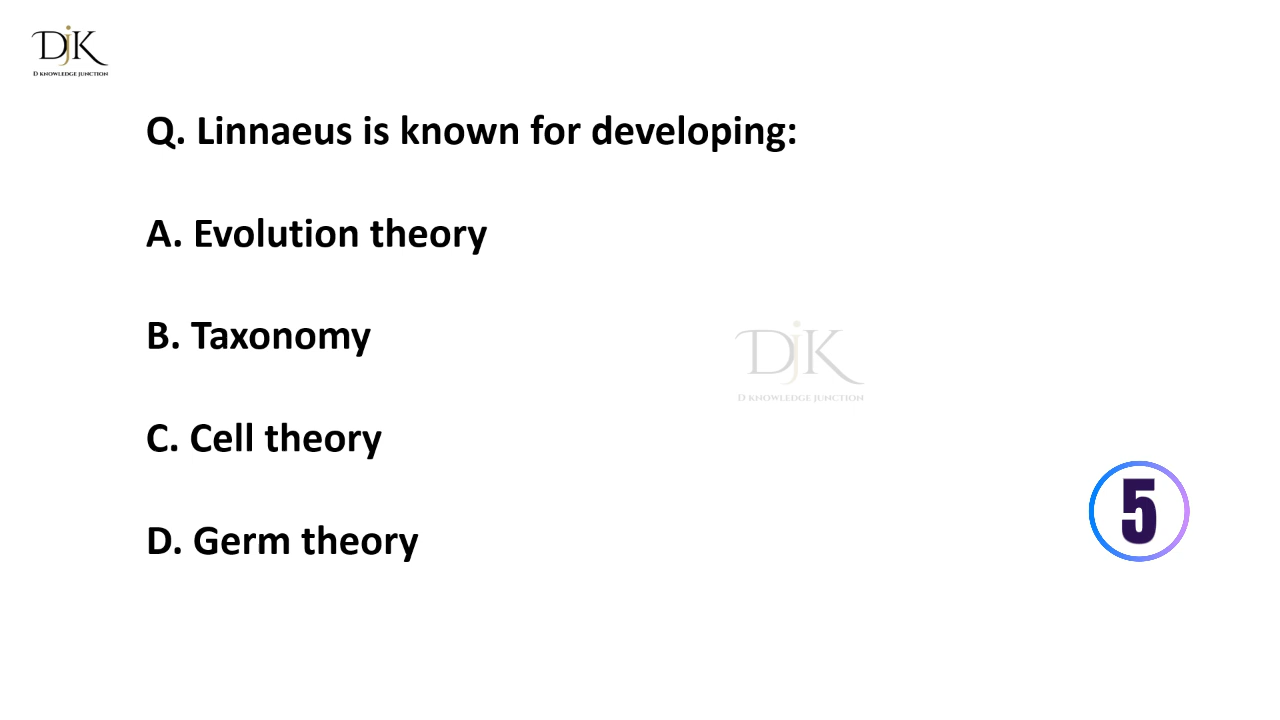 DjK
D KNOWLEDGE JUNCTION
Q. Linnaeus is known for developing:
A. Evolution theory
B. Taxonomy
DjK
D KNOWLEDGE JUNCTION
C. Cell theory
5
D. Germ theory